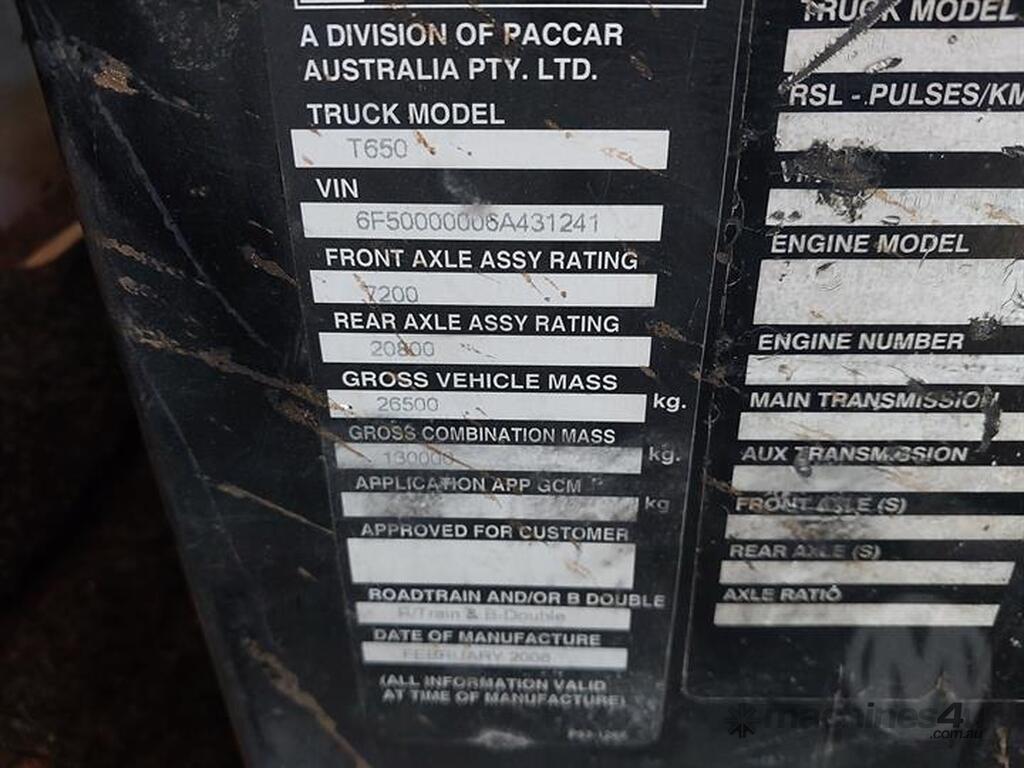 A DIVISION OF PACCAR
AUSTRALIA PTY. LTD.
TRUCK MODEL
T650
VIN
6F50000006A431241
FRONT AXLE ASSY RATING
7200
REAR AXLE ASSY RATING
20800
GROSS VEHICLE MASS
26500 kg.
GROSS COMBINATION MASS
130000 kg.
APPLICATION APP GCM
kg
APPROVED FOR CUSTOMER
ROADTRAIN AND/OR B DOUBLE
R/Train & B-Double
DATE OF MANUFACTURE
FEBRUARY 2006
(ALL INFORMATION VALID
AT TIME OF MANUFACTURE)
TRUCK MODEL
RSL - PULSES/KM
ENGINE MODEL
ENGINE NUMBER
MAIN TRANSMISSION
AUX TRANSMISSION
FRONT AXLE (S)
REAR AXLE (S)
AXLE RATIO
machines4u
.com.au